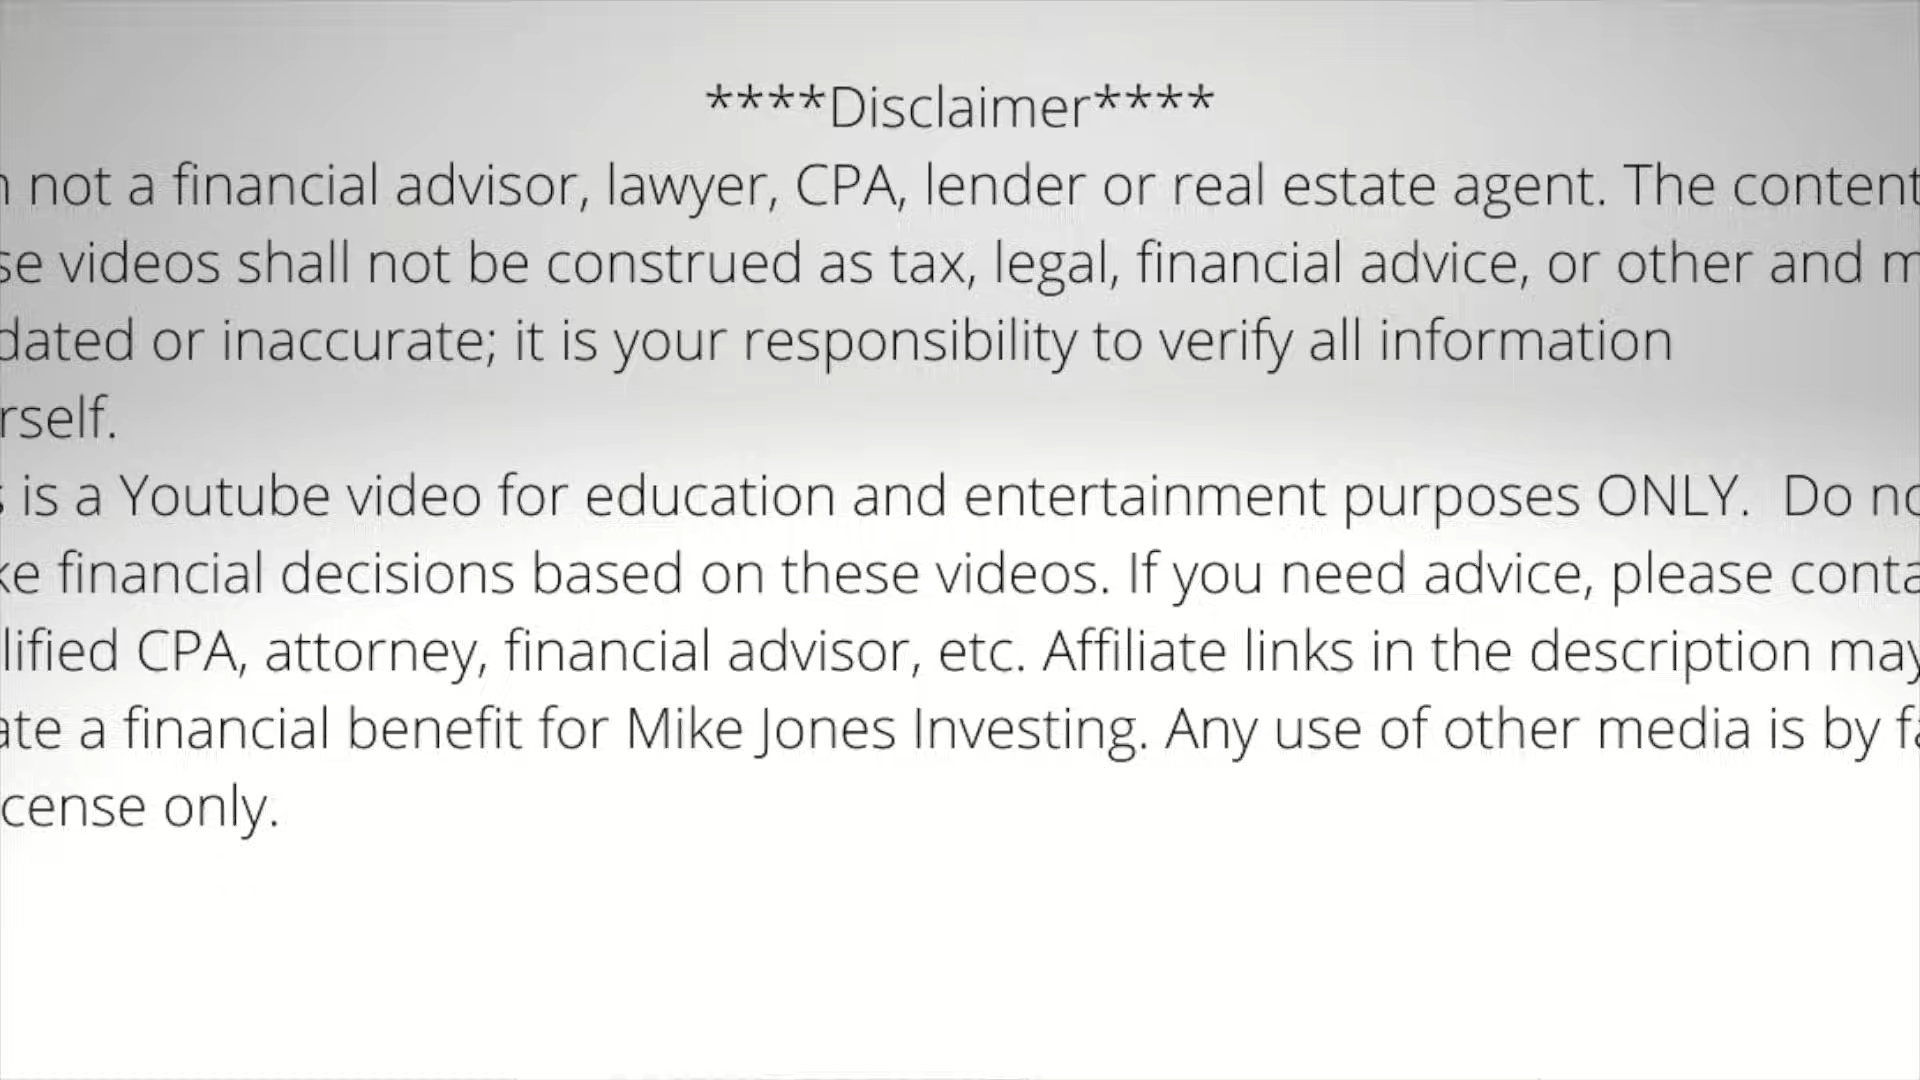 ****Disclaimer****
not a financial advisor, lawyer, CPA, lender or real estate agent. The content
se videos shall not be construed as tax, legal, financial advice, or other and m
dated or inaccurate; it is your responsibility to verify all information
rself.
s is a Youtube video for education and entertainment purposes ONLY.  Do no
ke financial decisions based on these videos. If you need advice, please conta
lified CPA, attorney, financial advisor, etc. Affiliate links in the description may
ate a financial benefit for Mike Jones Investing. Any use of other media is by fa
cense only.